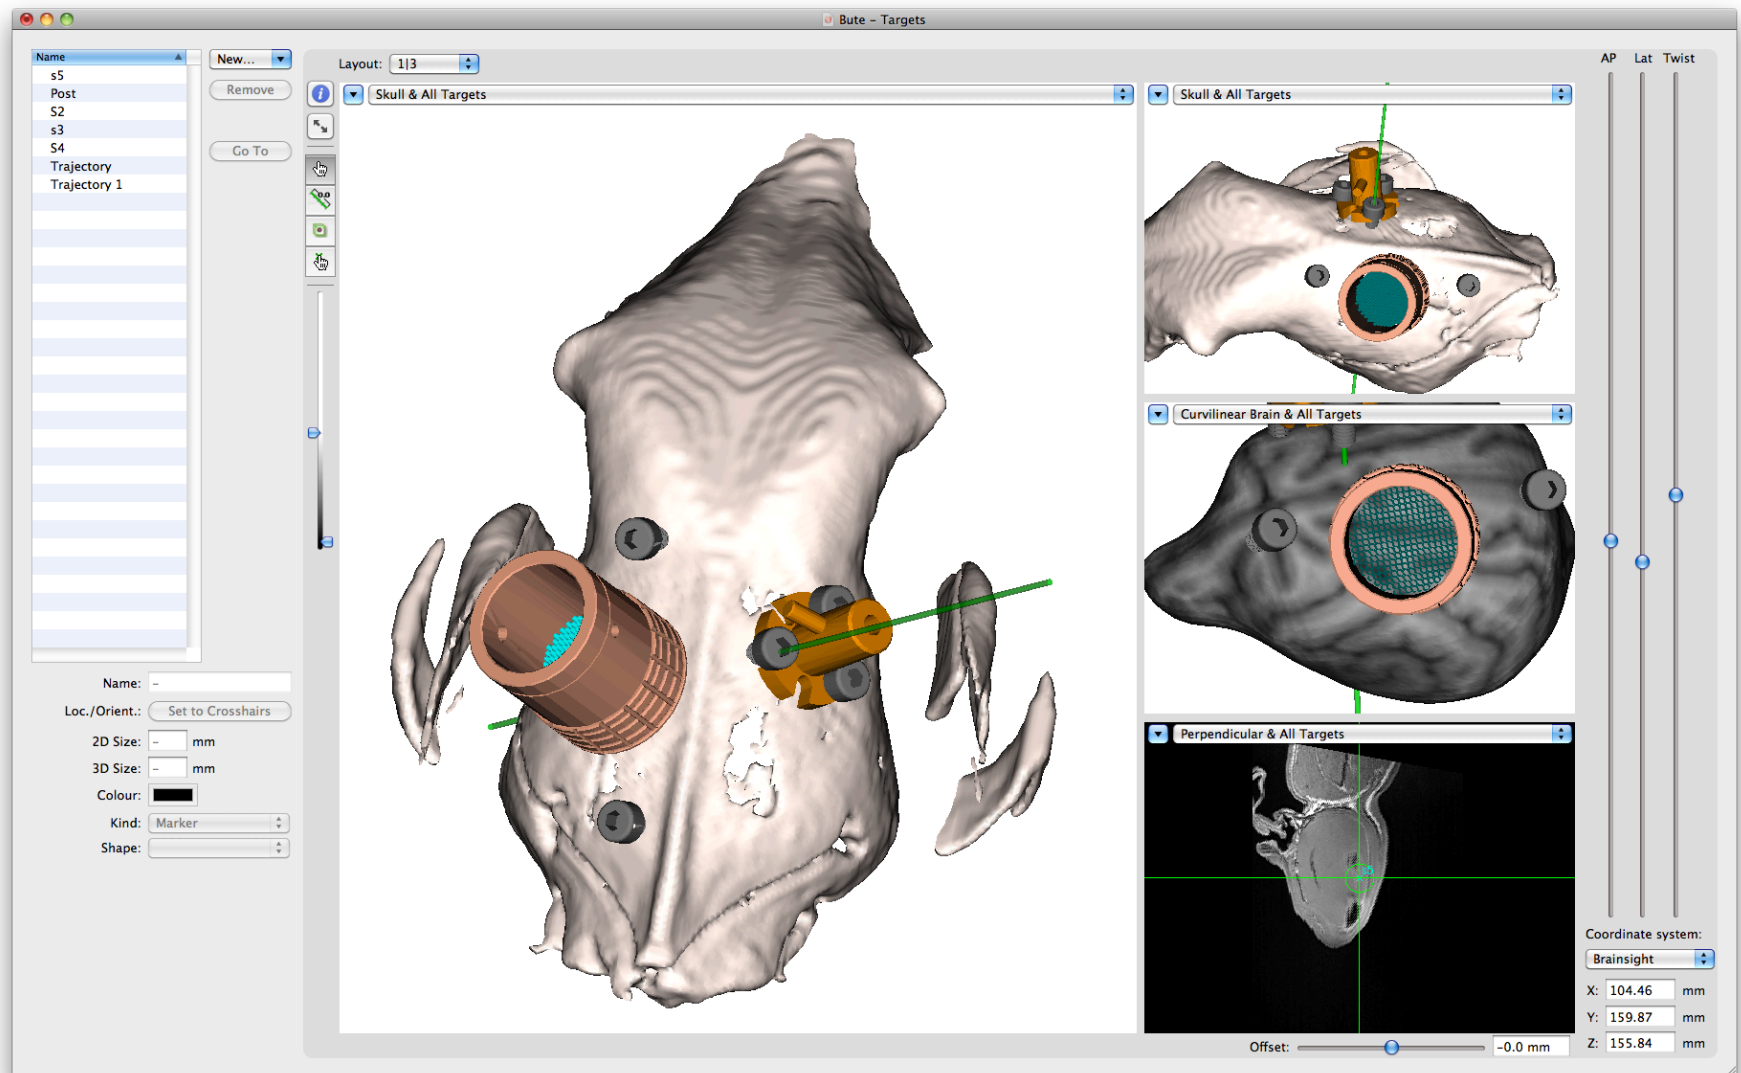 Bute – Targets
Name
s5
Post
S2
s3
S4
Trajectory
Trajectory 1
New...
Remove
Go To
Name: –
Loc./Orient.: Set to Crosshairs
2D Size: – mm
3D Size: – mm
Colour:
Kind: Marker
Shape:
Layout: 1|3
Skull & All Targets
Skull & All Targets
Curvilinear Brain & All Targets
Perpendicular & All Targets
Offset: -0.0 mm
AP Lat Twist
Coordinate system:
Brainsight
X: 104.46 mm
Y: 159.87 mm
Z: 155.84 mm